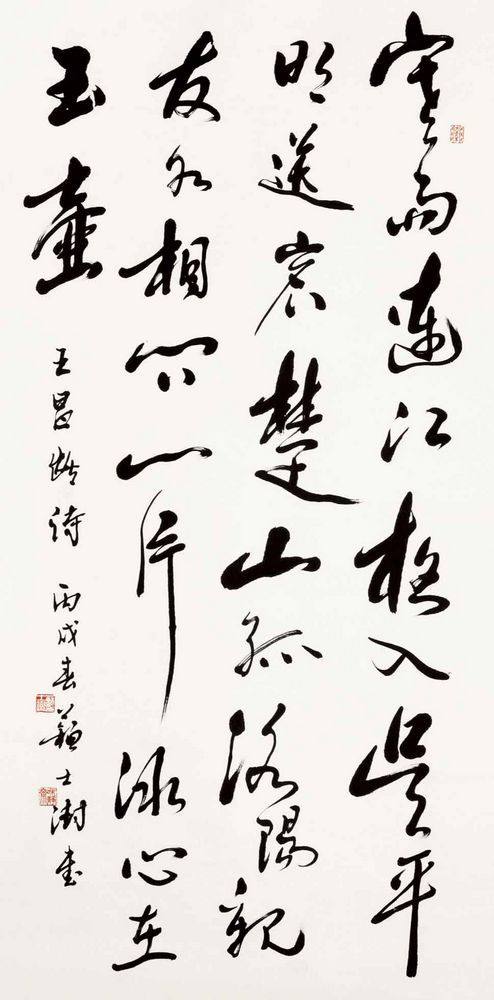 寒雨連江夜入吳平
明送客楚山孤洛陽親
友如相問一片冰心在
玉壺
王昌齡詩 丙戌春蘇士澍書